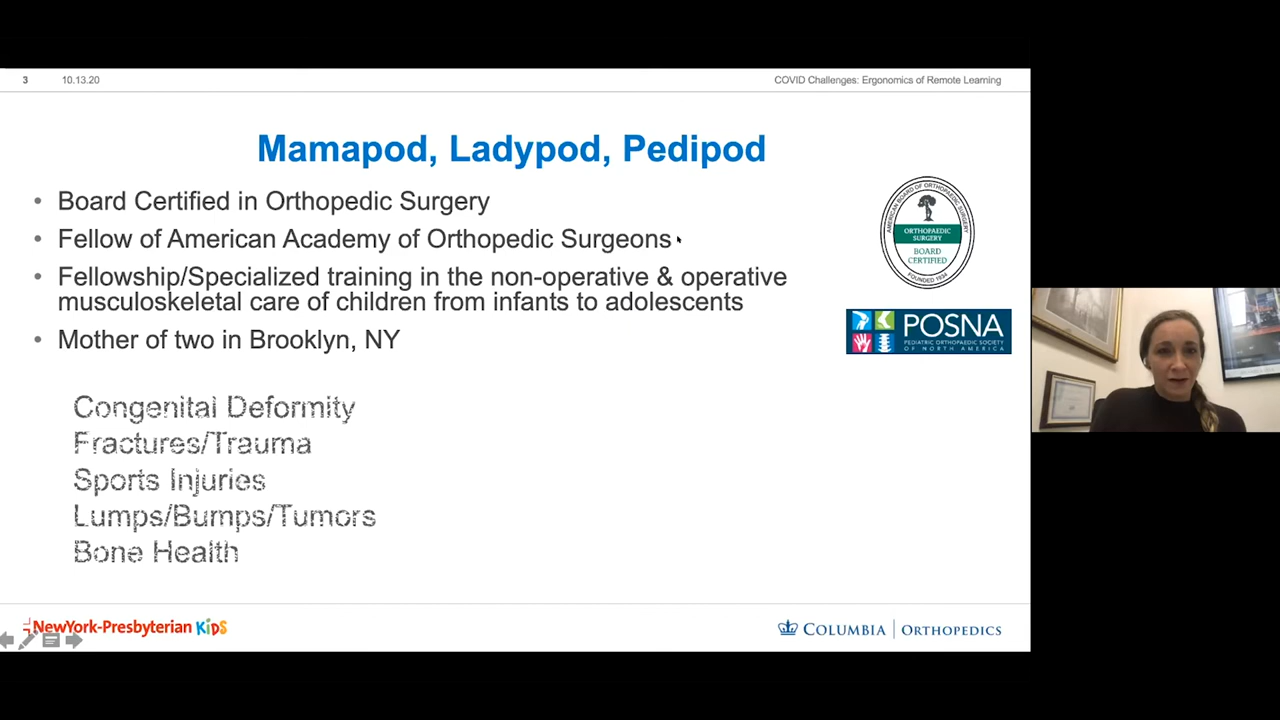 3 10.13.20 COVID Challenges: Ergonomics of Remote Learning
Mamapod, Ladypod, Pedipod
• Board Certified in Orthopedic Surgery
• Fellow of American Academy of Orthopedic Surgeons
• Fellowship/Specialized training in the non-operative & operative
musculoskeletal care of children from infants to adolescents
• Mother of two in Brooklyn, NY
AMERICAN BOARD OF ORTHOPAEDIC SURGERY
ORTHOPAEDIC
SURGERY
BOARD
CERTIFIED
FOUNDED 1934
POSNA
PEDIATRIC ORTHOPAEDIC SOCIETY
OF NORTH AMERICA
Congenital Deformity
Fractures/Trauma
Sports Injuries
Lumps/Bumps/Tumors
Bone Health
NewYork-Presbyterian KiDS
COLUMBIA | ORTHOPEDICS